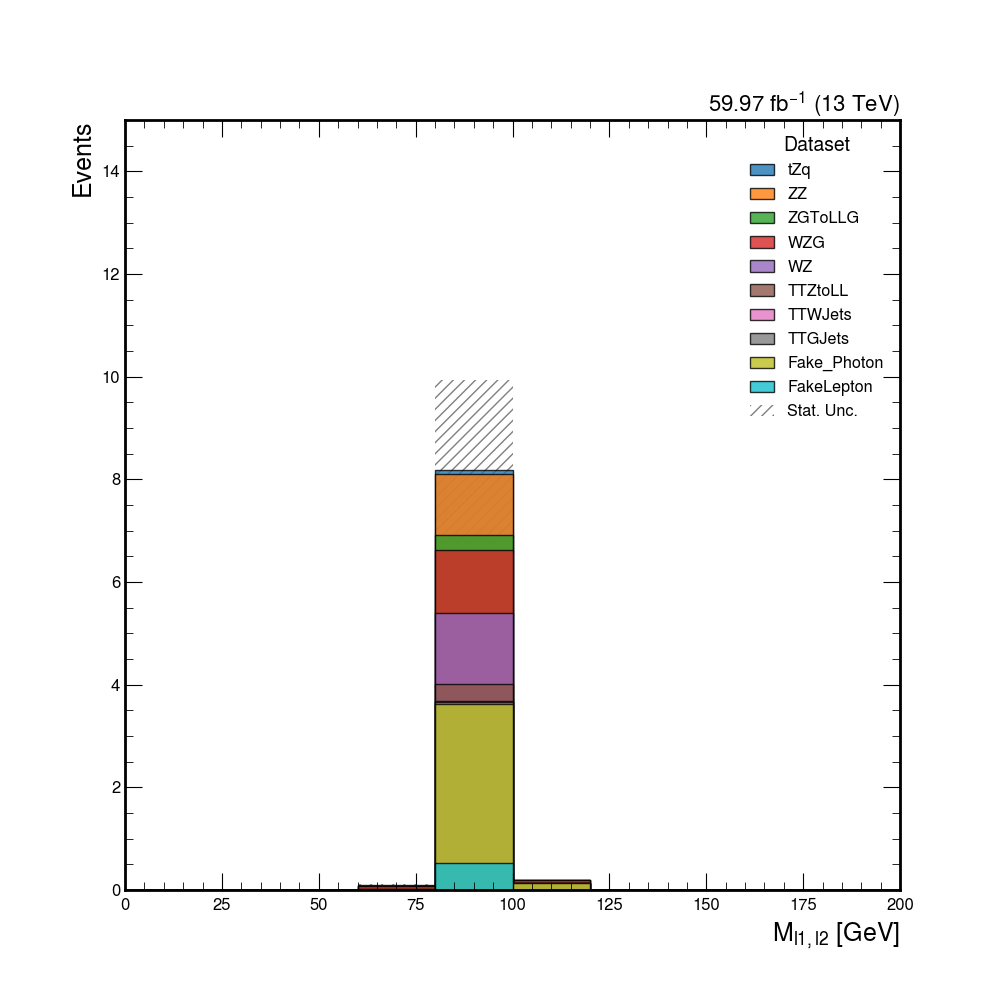 59.97 fb⁻¹ (13 TeV)
Events
Dataset
tZq
ZZ
ZGToLLG
WZG
WZ
TTZtoLL
TTWJets
TTGJets
Fake_Photon
FakeLepton
Stat. Unc.
14
12
10
8
6
4
2
0
0 25 50 75 100 125 150 175 200
M_{l1, l2} [GeV]